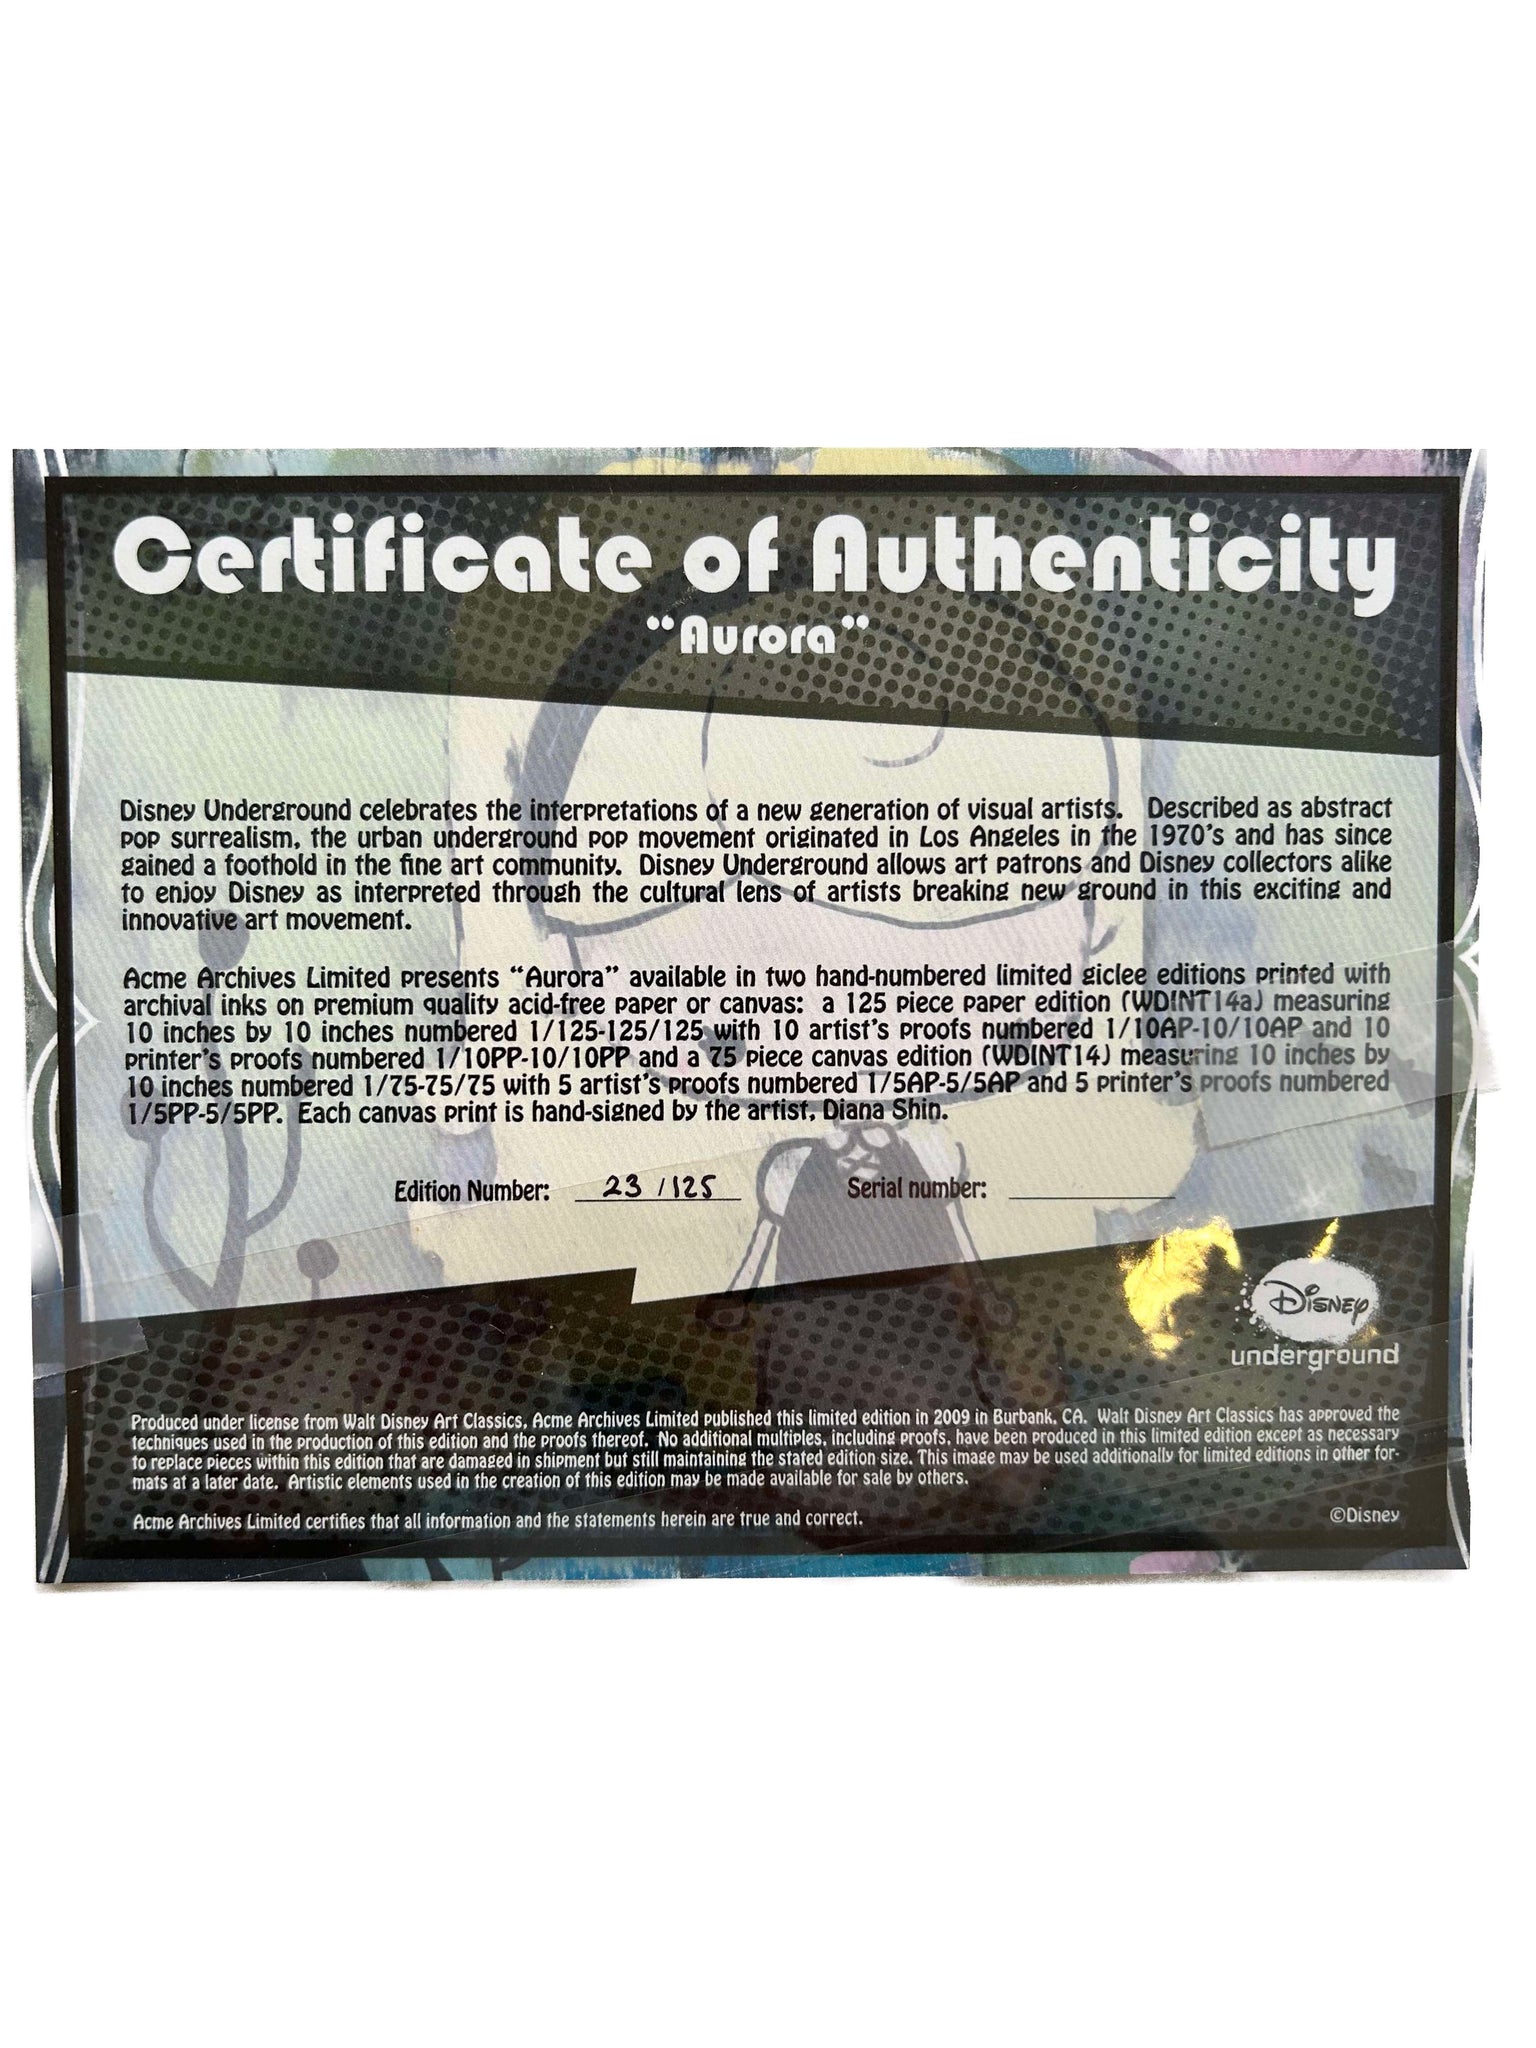 Certificate of Authenticity
“Aurora”
Disney Underground celebrates the interpretations of a new generation of visual artists. Described as abstract
pop surrealism, the urban underground pop movement originated in Los Angeles in the 1970's and has since
gained a foothold in the fine art community. Disney Underground allows art patrons and Disney collectors alike
to enjoy Disney as interpreted through the cultural lens of artists breaking new ground in this exciting and
innovative art movement.
Acme Archives Limited presents “Aurora” available in two hand-numbered limited giclee editions printed with
archival inks on premium quality acid-free paper or canvas: a 125 piece paper edition (WDINT14a) measuring
10 inches by 10 inches numbered 1/125-125/125 with 10 artist's proofs numbered 1/10AP-10/10AP and 10
printer's proofs numbered 1/10PP-10/10PP and a 75 piece canvas edition (WDINT14) measuring 10 inches by
10 inches numbered 1/75-75/75 with 5 artist's proofs numbered 1/5AP-5/5AP and 5 printer's proofs numbered
1/5PP-5/5PP. Each canvas print is hand-signed by the artist, Diana Shin.
Edition Number: 23 / 125 Serial number:
Disney
underground
Produced under license from Walt Disney Art Classics, Acme Archives Limited published this limited edition in 2009 in Burbank, CA. Walt Disney Art Classics has approved the
techniques used in the production of this edition and the proofs thereof. No additional multiples, including proofs, have been produced in this limited edition except as necessary
to replace pieces within this edition that are damaged in shipment but still maintaining the stated edition size. This image may be used additionally for limited editions in other for-
mats at a later date. Artistic elements used in the creation of this edition may be made available for sale by others.
Acme Archives Limited certifies that all information and the statements herein are true and correct.
©Disney